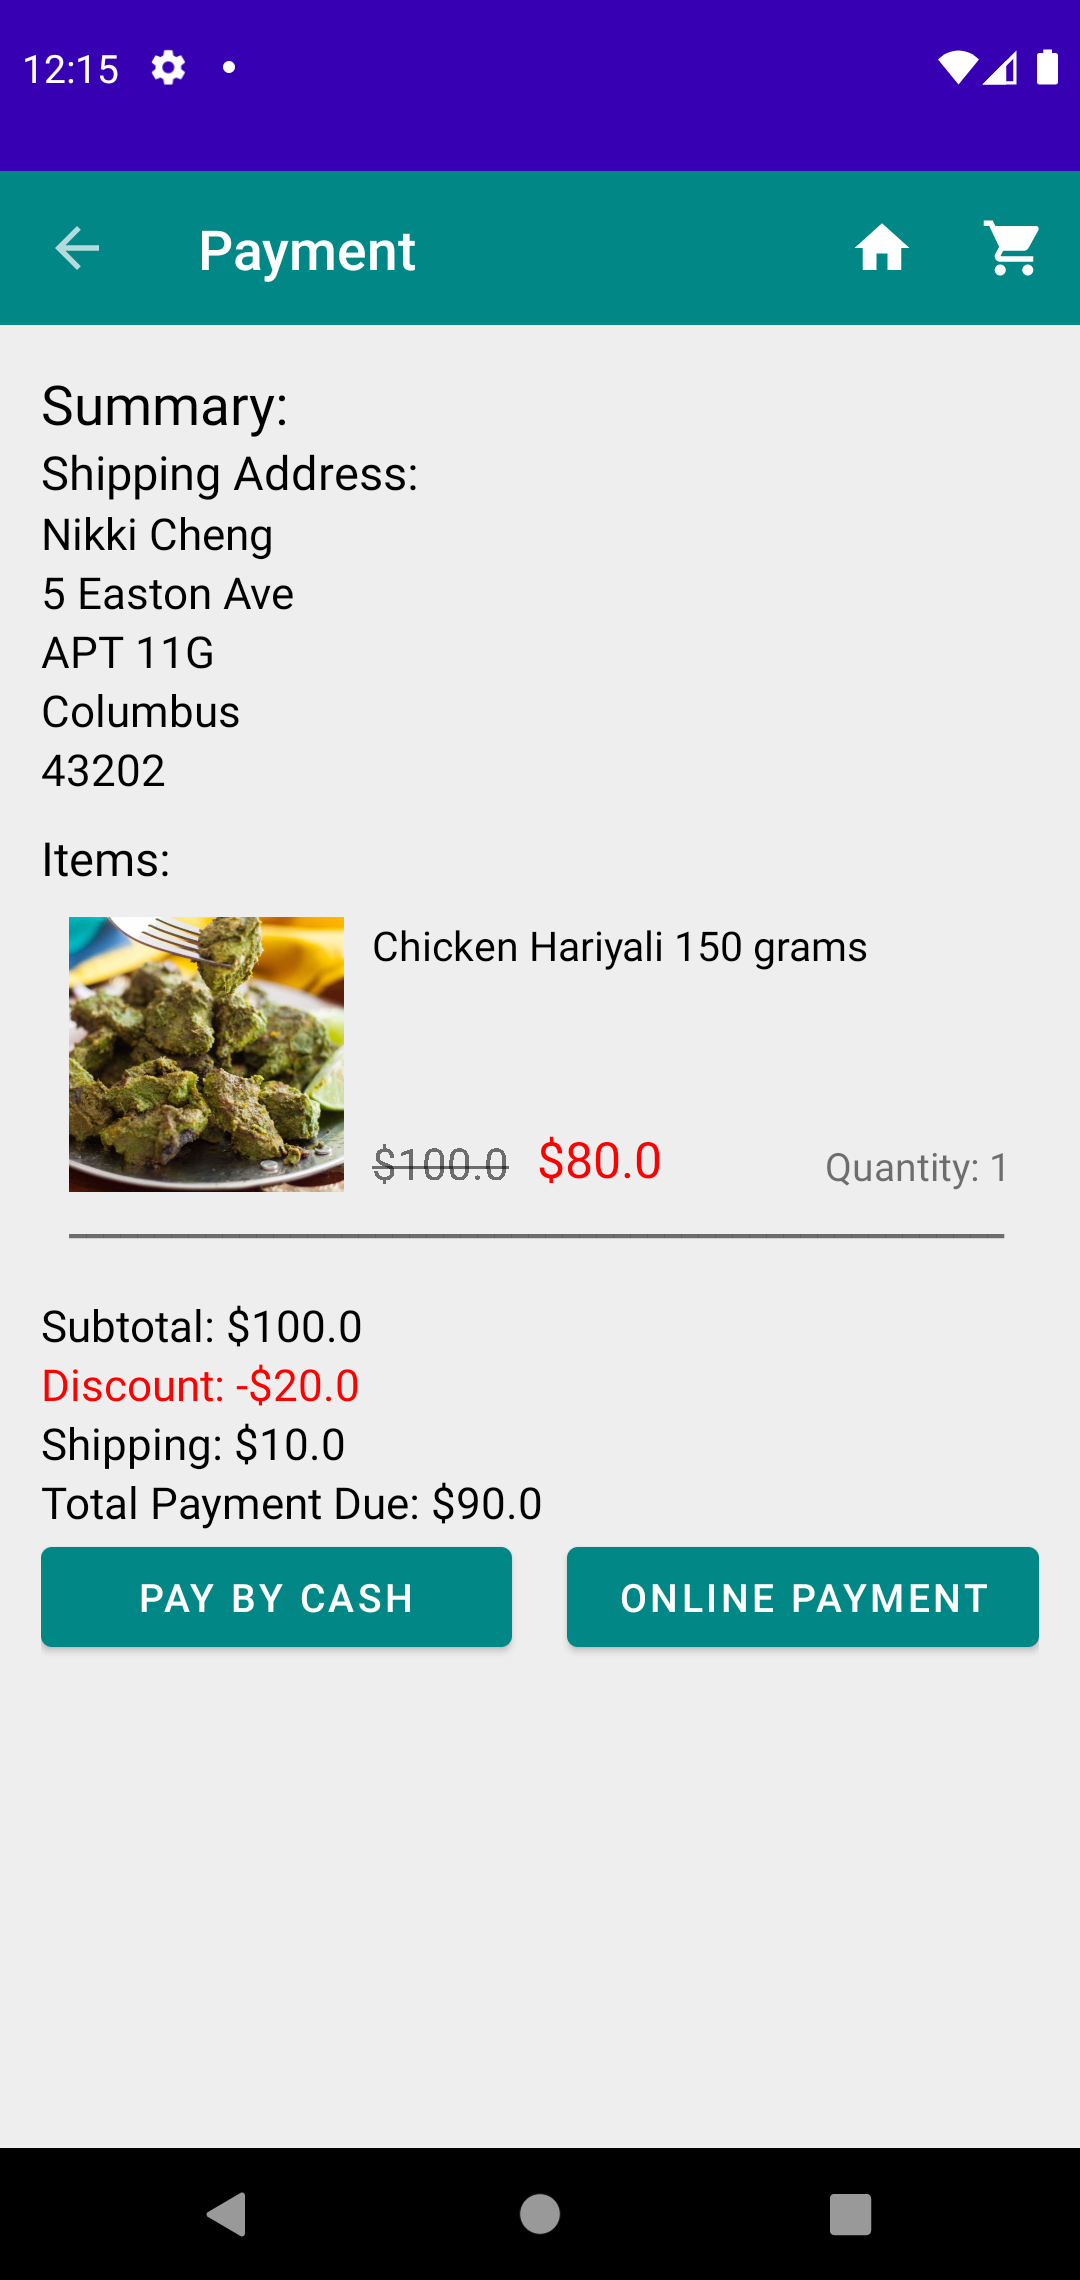 12:15
Payment
Summary:
Shipping Address:
Nikki Cheng
5 Easton Ave
APT 11G
Columbus
43202
Items:
Chicken Hariyali 150 grams
$100.0 $80.0 Quantity: 1
Subtotal: $100.0
Discount: -$20.0
Shipping: $10.0
Total Payment Due: $90.0
PAY BY CASH ONLINE PAYMENT